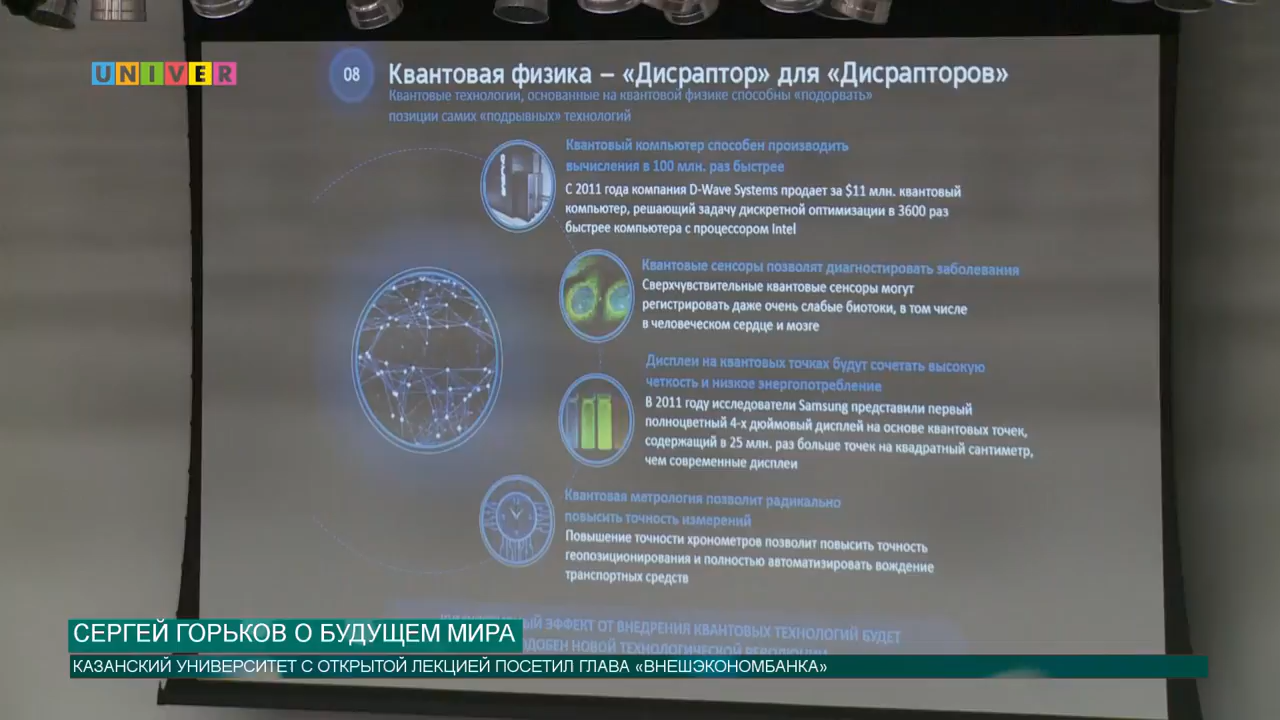 UNIVER
08
Квантовая физика – «Дисраптор» для «Дисрапторов»
Квантовые технологии, основанные на квантовой физике способны «подорвать»
позиции самих «подрывных» технологий
Квантовый компьютер способен производить
вычисления в 100 млн. раз быстрее
С 2011 года компания D-Wave Systems продает за $11 млн. квантовый
компьютер, решающий задачу дискретной оптимизации в 3600 раз
быстрее компьютера с процессором Intel
Квантовые сенсоры позволят диагностировать заболевания
Сверхчувствительные квантовые сенсоры могут
регистрировать даже очень слабые биотоки, в том числе
в человеческом сердце и мозге
Дисплеи на квантовых точках будут сочетать высокую
четкость и низкое энергопотребление
В 2011 году исследователи Samsung представили первый
полноцветный 4-х дюймовый дисплей на основе квантовых точек,
содержащий в 25 млн. раз больше точек на квадратный сантиметр,
чем современные дисплеи
Квантовая метрология позволит радикально
повысить точность измерений
Повышение точности хронометров позволит повысить точность
геопозиционирования и полностью автоматизировать вождение
транспортных средств
ЭФФЕКТ ОТ ВНЕДРЕНИЯ КВАНТОВЫХ ТЕХНОЛОГИЙ БУДЕТ
НОВОЙ ТЕХНОЛОГИЧЕСКОЙ РЕВОЛЮЦИИ
СЕРГЕЙ ГОРЬКОВ О БУДУЩЕМ МИРА
КАЗАНСКИЙ УНИВЕРСИТЕТ С ОТКРЫТОЙ ЛЕКЦИЕЙ ПОСЕТИЛ ГЛАВА «ВНЕШЭКОНОМБАНКА»